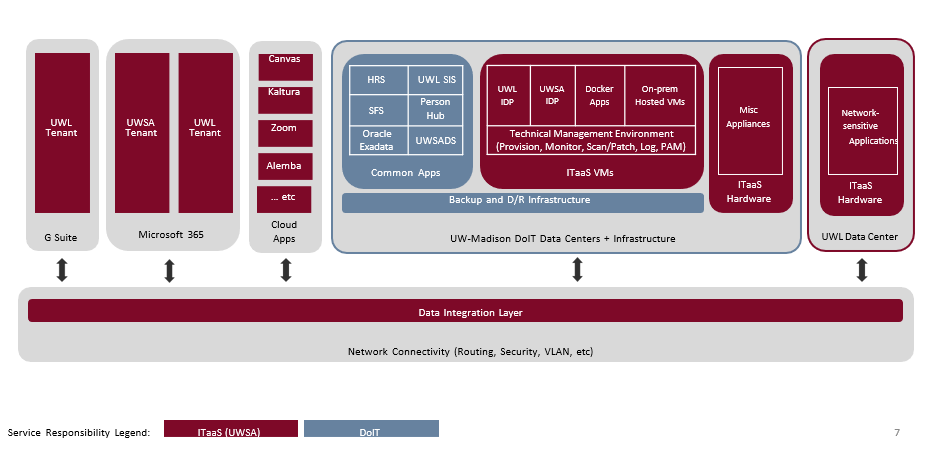 UWL
Tenant
G Suite
UWSA
Tenant
UWL
Tenant
Microsoft 365
Canvas
Kaltura
Zoom
Alemba
... etc
Cloud
Apps
HRS
UWL SIS
SFS
Person
Hub
Oracle
Exadata
UWSADS
Common Apps
UWL
IDP
UWSA
IDP
Docker
Apps
On-prem
Hosted VMs
Technical Management Environment
(Provision, Monitor, Scan/Patch, Log, PAM)
ITaaS VMs
Misc
Appliances
ITaaS
Hardware
Backup and D/R Infrastructure
UW-Madison DoIT Data Centers + Infrastructure
Network-
sensitive
Applications
ITaaS
Hardware
UWL Data Center
Data Integration Layer
Network Connectivity (Routing, Security, VLAN, etc)
Service Responsibility Legend:
ITaaS (UWSA)
DoIT
7